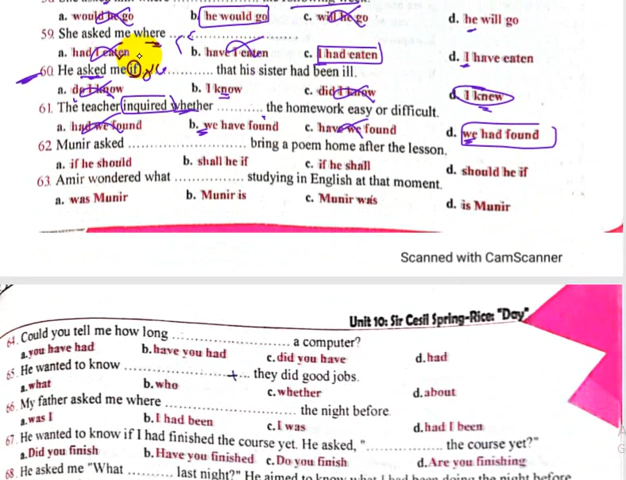 a. would he go b. he would go c. will he go d. he will go
59. She asked me where .............................
a. had I eaten b. have I eaten c. I had eaten d. I have eaten
60. He asked me if ............... that his sister had been ill.
a. do I know b. I know c. did I know d. I knew
61. The teacher inquired whether ............ the homework easy or difficult.
a. had we found b. we have found c. have we found d. we had found
62 Munir asked ........................ bring a poem home after the lesson.
a. if he should b. shall he if c. if he shall d. should he if
63. Amir wondered what .............. studying in English at that moment.
a. was Munir b. Munir is c. Munir was d. is Munir
Scanned with CamScanner
Unit 10: Sir Cesil Spring-Rice: "Day"
64. Could you tell me how long ............................ a computer?
a. you have had b. have you had c. did you have d. had
65. He wanted to know ............................ they did good jobs.
a. what b. who c. whether d. about
66. My father asked me where ............................ the night before.
a. was I b. I had been c. I was d. had I been
67. He wanted to know if I had finished the course yet. He asked, "................ the course yet?"
a. Did you finish b. Have you finished c. Do you finish d. Are you finishing
68. He asked me "What ........... last night?" He aimed to know what I had been doing the night before